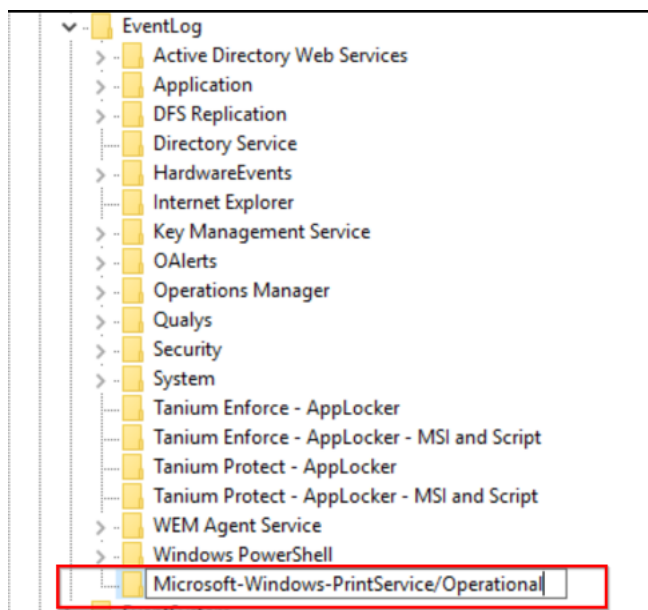 EventLog
Active Directory Web Services
Application
DFS Replication
Directory Service
HardwareEvents
Internet Explorer
Key Management Service
OAlerts
Operations Manager
Qualys
Security
System
Tanium Enforce - AppLocker
Tanium Enforce - AppLocker - MSI and Script
Tanium Protect - AppLocker
Tanium Protect - AppLocker - MSI and Script
WEM Agent Service
Windows PowerShell
Microsoft-Windows-PrintService/Operational